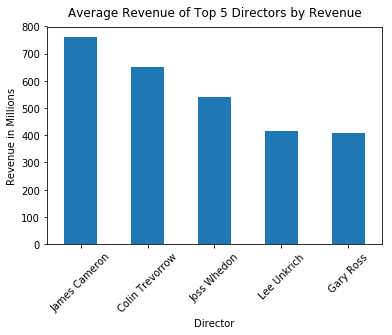 Average Revenue of Top 5 Directors by Revenue
Revenue in Millions
800
700
600
500
400
300
200
100
0
James Cameron
Colin Trevorrow
Joss Whedon
Lee Unkrich
Gary Ross
Director